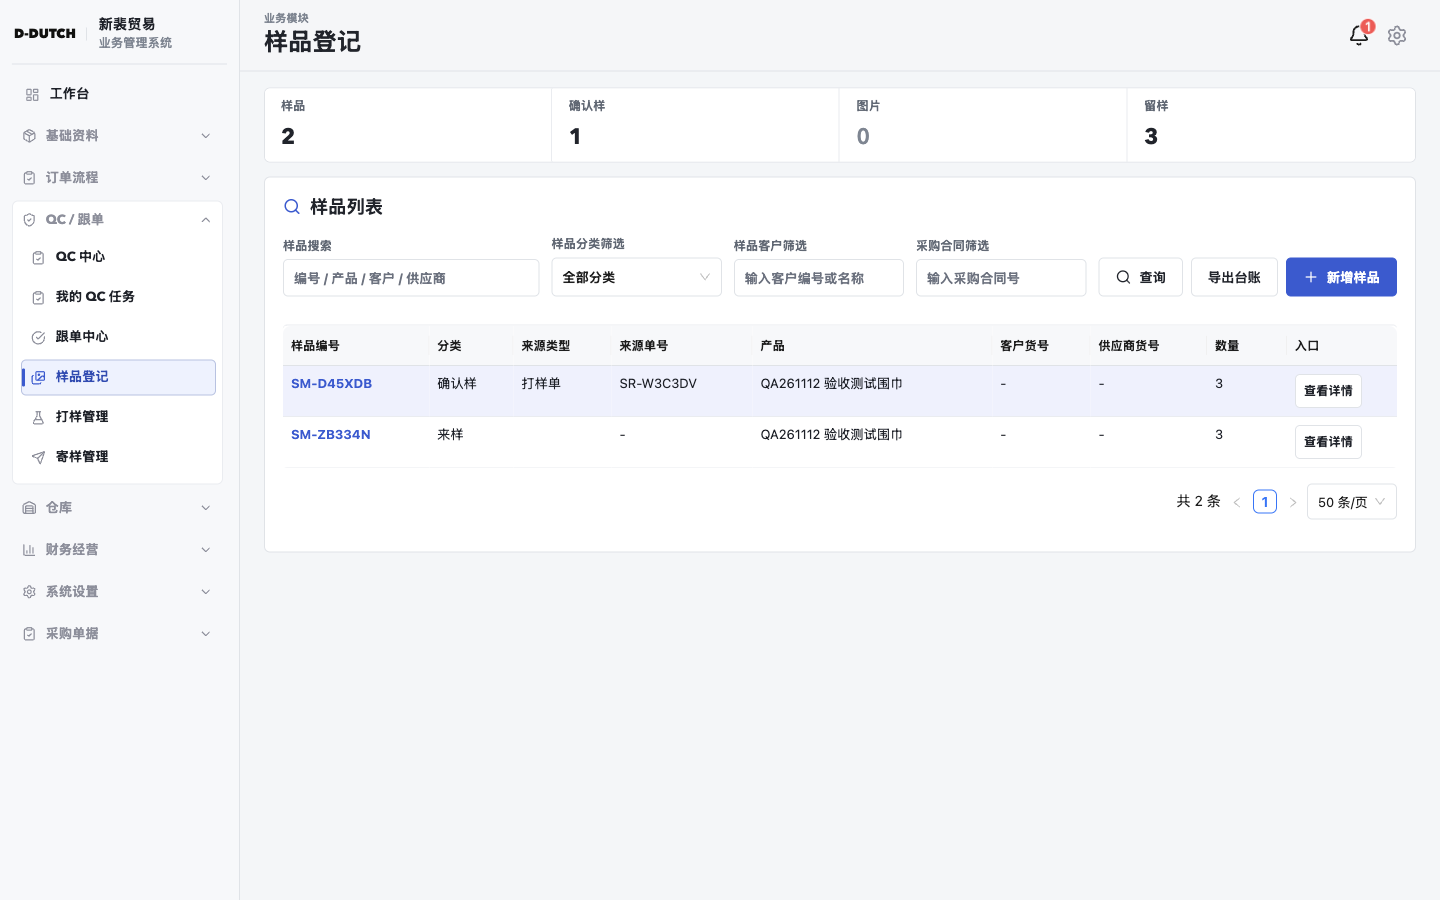 D-DUTCH
新裴贸易
业务管理系统
工作台
基础资料
订单流程
QC / 跟单
QC 中心
我的 QC 任务
跟单中心
样品登记
打样管理
寄样管理
仓库
财务经营
系统设置
采购单据
业务模块
样品登记
1
样品
2
确认样
1
图片
0
留样
3
样品列表
样品搜索
样品分类筛选
样品客户筛选
采购合同筛选
编号 / 产品 / 客户 / 供应商
全部分类
输入客户编号或名称
输入采购合同号
查询
导出台账
新增样品
样品编号 分类 来源类型 来源单号 产品 客户货号 供应商货号 数量 入口
SM-D45XDB 确认样 打样单 SR-W3C3DV QA261112 验收测试围巾 - - 3 查看详情
SM-ZB334N 来样 - QA261112 验收测试围巾 - - 3 查看详情
共 2 条 < 1 > 50 条/页